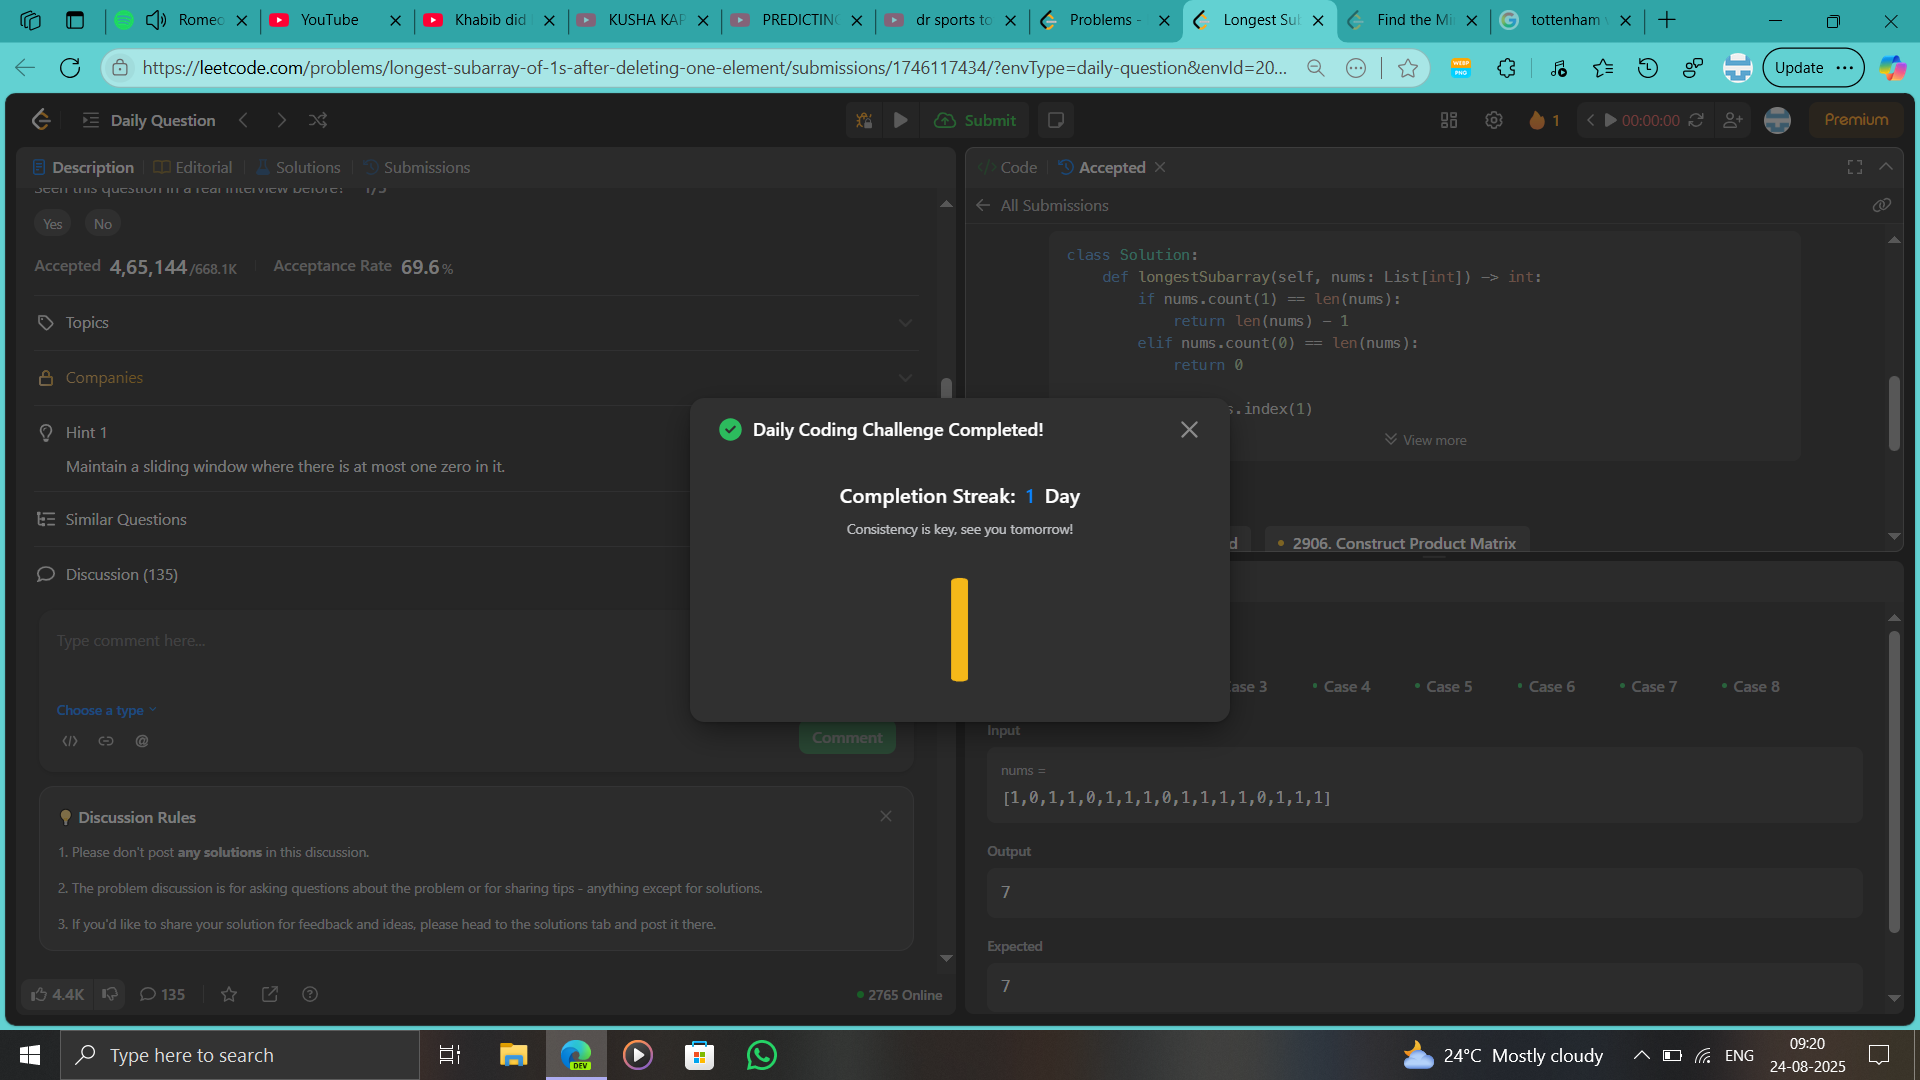 Romeo
YouTube
Khabib did
KUSHA KAP
PREDICTING
dr sports to
Problems -
Longest Sub
Find the Mi
tottenham
https://leetcode.com/problems/longest-subarray-of-1s-after-deleting-one-element/submissions/1746117434/?envType=daily-question&envId=20...
WEBP
PNG
Update
Daily Question
Submit
1
00:00:00
Premium
Description
Editorial
Solutions
Submissions
Seen this question in a real interview before? 1/5
Yes
No
Accepted 4,65,144/668.1K
Acceptance Rate 69.6%
Topics
Companies
Hint 1
Maintain a sliding window where there is at most one zero in it.
Similar Questions
Discussion (135)
Type comment here...
Choose a type
</>
@
Comment
Discussion Rules
1. Please don't post any solutions in this discussion.
2. The problem discussion is for asking questions about the problem or for sharing tips - anything except for solutions.
3. If you'd like to share your solution for feedback and ideas, please head to the solutions tab and post it there.
4.4K
135
2765 Online
</> Code
Accepted
All Submissions
class Solution:
def longestSubarray(self, nums: List[int]) -> int:
if nums.count(1) == len(nums):
return len(nums) - 1
elif nums.count(0) == len(nums):
return 0
s.index(1)
View more
Daily Coding Challenge Completed!
Completion Streak: 1 Day
Consistency is key, see you tomorrow!
d
2906. Construct Product Matrix
ase 3
Case 4
Case 5
Case 6
Case 7
Case 8
Input
nums =
[1,0,1,1,0,1,1,1,0,1,1,1,1,0,1,1,1]
Output
7
Expected
7
Type here to search
DEV
24°C Mostly cloudy
ENG
09:20
24-08-2025